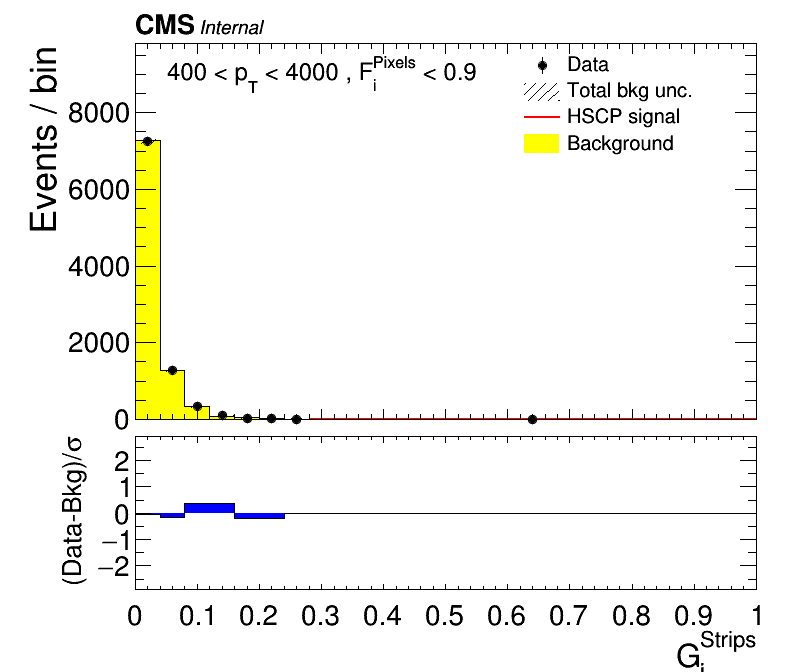 CMS Internal
400 < p_T < 4000 , F_i^Pixels < 0.9
Data
Total bkg unc.
HSCP signal
Background
Events / bin
8000
6000
4000
2000
0
(Data-Bkg)/σ
2
1
0
−1
−2
0 0.1 0.2 0.3 0.4 0.5 0.6 0.7 0.8 0.9 1
G_i^Strips